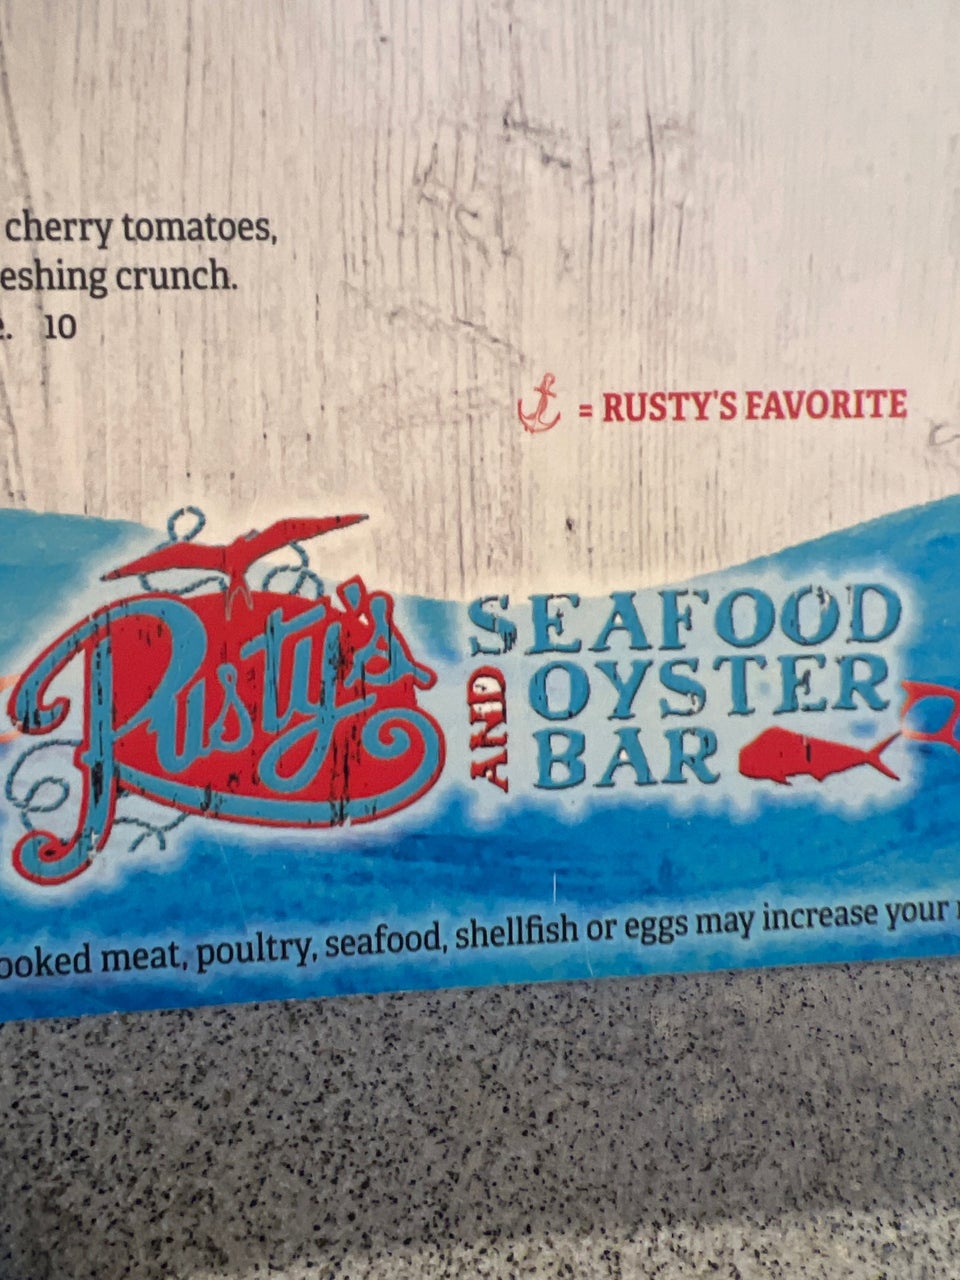 cherry tomatoes,
eshing crunch.
. 10
= RUSTY'S FAVORITE
Rusty's
SEAFOOD
AND OYSTER
BAR
ooked meat, poultry, seafood, shellfish or eggs may increase your